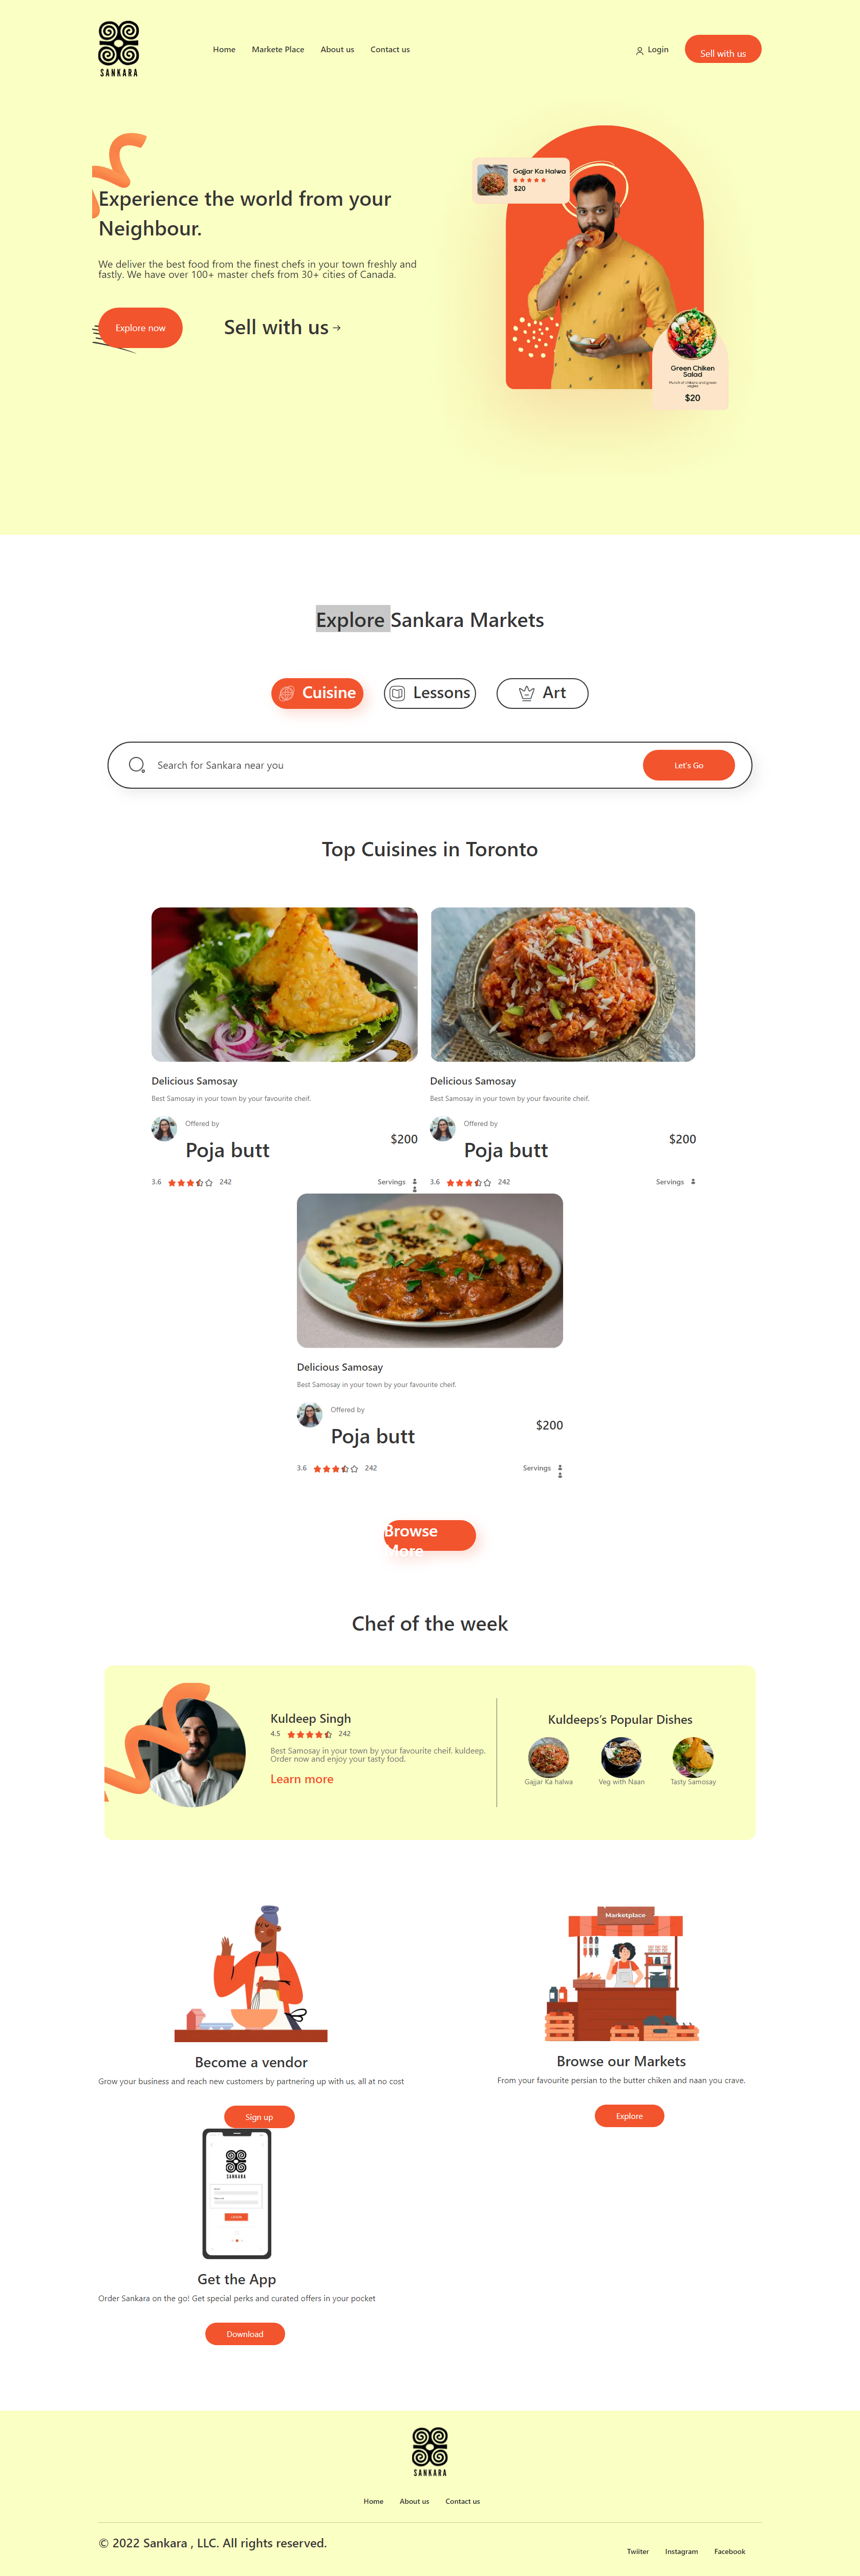 SANKARA
Home Markete Place About us Contact us
Login
Sell with us
Gajjar Ka Halwa
$20
Experience the world from your
Neighbour.
We deliver the best food from the finest chefs in your town freshly and
fastly. We have over 100+ master chefs from 30+ cities of Canada.
Explore now
Sell with us
Green Chiken
Salad
$20
Explore Sankara Markets
Cuisine
Lessons
Art
Search for Sankara near you
Let's Go
Top Cuisines in Toronto
Delicious Samosay
Best Samosay in your town by your favourite cheif.
Offered by
Poja butt
$200
3.6 242
Servings
Delicious Samosay
Best Samosay in your town by your favourite cheif.
Offered by
Poja butt
$200
3.6 242
Servings
Delicious Samosay
Best Samosay in your town by your favourite cheif.
Offered by
Poja butt
$200
3.6 242
Servings
Browse
More
Chef of the week
Kuldeep Singh
4.5 242
Best Samosay in your town by your favourite cheif. kuldeep.
Order now and enjoy your tasty food.
Learn more
Kuldeeps's Popular Dishes
Gajjar Ka halwa
Veg with Naan
Tasty Samosay
Become a vendor
Grow your business and reach new customers by partnering up with us, all at no cost
Sign up
Marketplace
Browse our Markets
From your favourite persian to the butter chiken and naan you crave.
Explore
SANKARA
Get the App
Order Sankara on the go! Get special perks and curated offers in your pocket
Download
SANKARA
Home About us Contact us
© 2022 Sankara , LLC. All rights reserved.
Twiiter Instagram Facebook